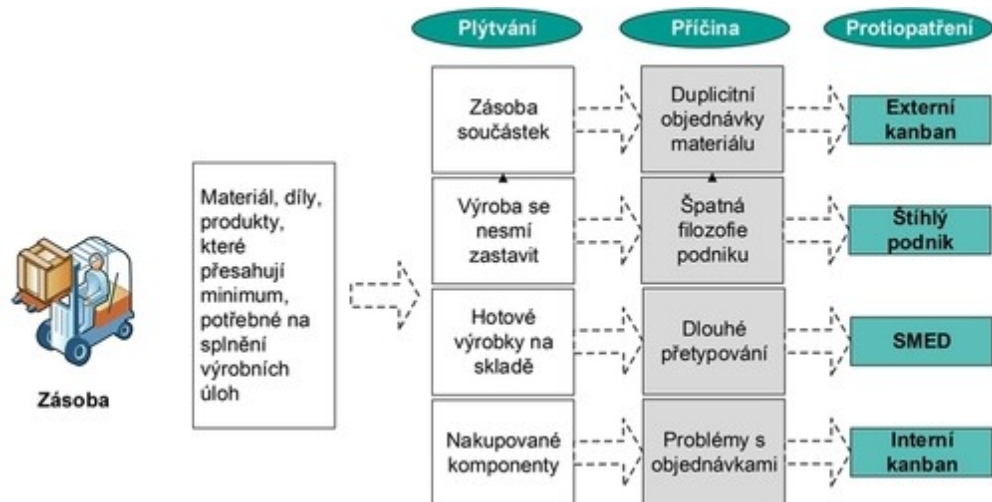 Plýtvání
Příčina
Protiopatření
Zásoba
součástek
Duplicitní
objednávky
materiálu
Externí
kanban
Materiál, díly,
produkty,
které
přesahují
minimum,
potřebné na
splnění
výrobních
úloh
Výroba se
nesmí
zastavit
Špatná
filozofie
podniku
Štíhlý
podnik
Hotové
výrobky na
skladě
Dlouhé
přetypování
SMED
Zásoba
Nakupované
komponenty
Problémy s
objednávkami
Interní
kanban